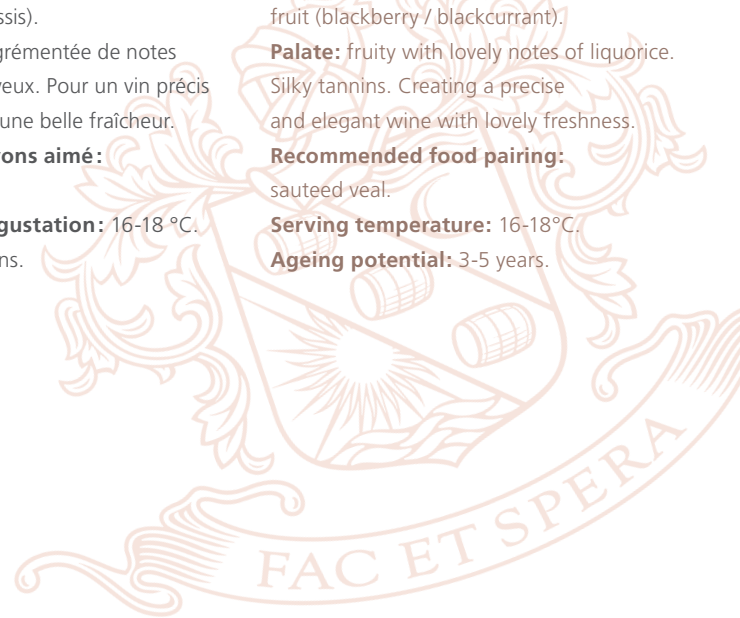 ssis).
grémentée de notes
yeux. Pour un vin précis
une belle fraîcheur.
vons aimé :
gustation : 16-18 °C.
ns.
fruit (blackberry / blackcurrant).
Palate: fruity with lovely notes of liquorice.
Silky tannins. Creating a precise
and elegant wine with lovely freshness.
Recommended food pairing:
sauteed veal.
Serving temperature: 16-18°C.
Ageing potential: 3-5 years.
FAC ET SPERA